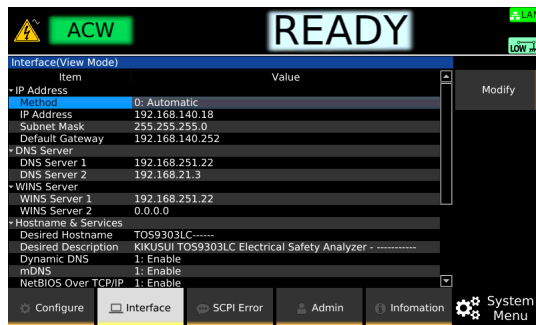 ACW
READY
LAN
LOW
Interface(View Mode)
Item Value
IP Address
Method 0: Automatic
IP Address 192.168.140.18
Subnet Mask 255.255.255.0
Default Gateway 192.168.140.252
DNS Server
DNS Server 1 192.168.251.22
DNS Server 2 192.168.21.3
WINS Server
WINS Server 1 192.168.251.22
WINS Server 2 0.0.0.0
Hostname & Services
Desired Hostname TOS9303LC------
Desired Description KIKUSUI TOS9303LC Electrical Safety Analyzer - -----------
Dynamic DNS 1: Enable
mDNS 1: Enable
NetBIOS Over TCP/IP 1: Enable
Modify
Configure Interface SCPI Error Admin Infomation
System
Menu